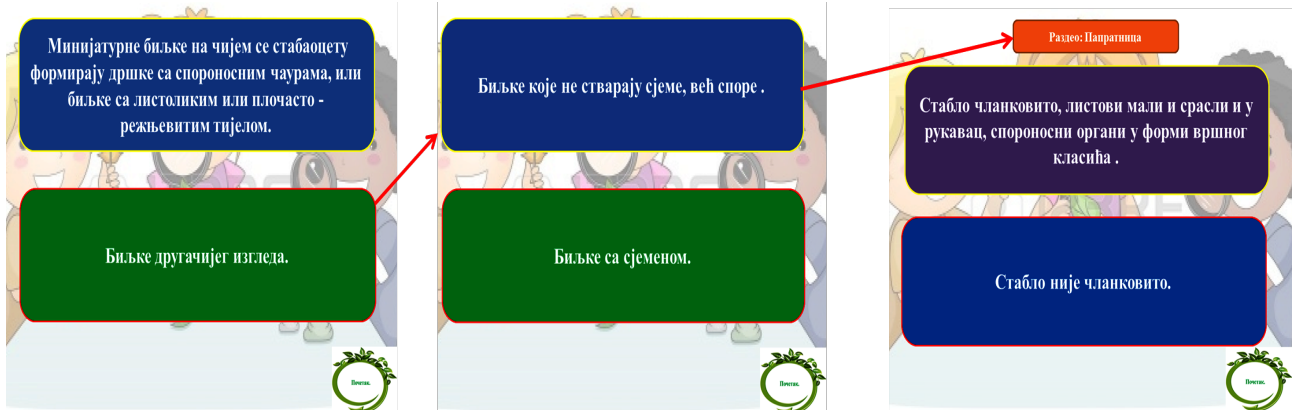 Минијатурне биљке на чијем се стабаоцету
формирају дршке са спороносним чаурама, или
биљке са листоликим или плочасто -
режњевитим тијелом.
Биљке другачијег изгледа.
Почетак.
Биљке које не стварају сјеме, већ споре .
Биљке са сјеменом.
Почетак.
Раздео: Папратница
Стабло чланковито, листови мали и срасли и у
рукавац, спороносни органи у форми вршног
класића .
Стабло није чланковито.
Почетак.